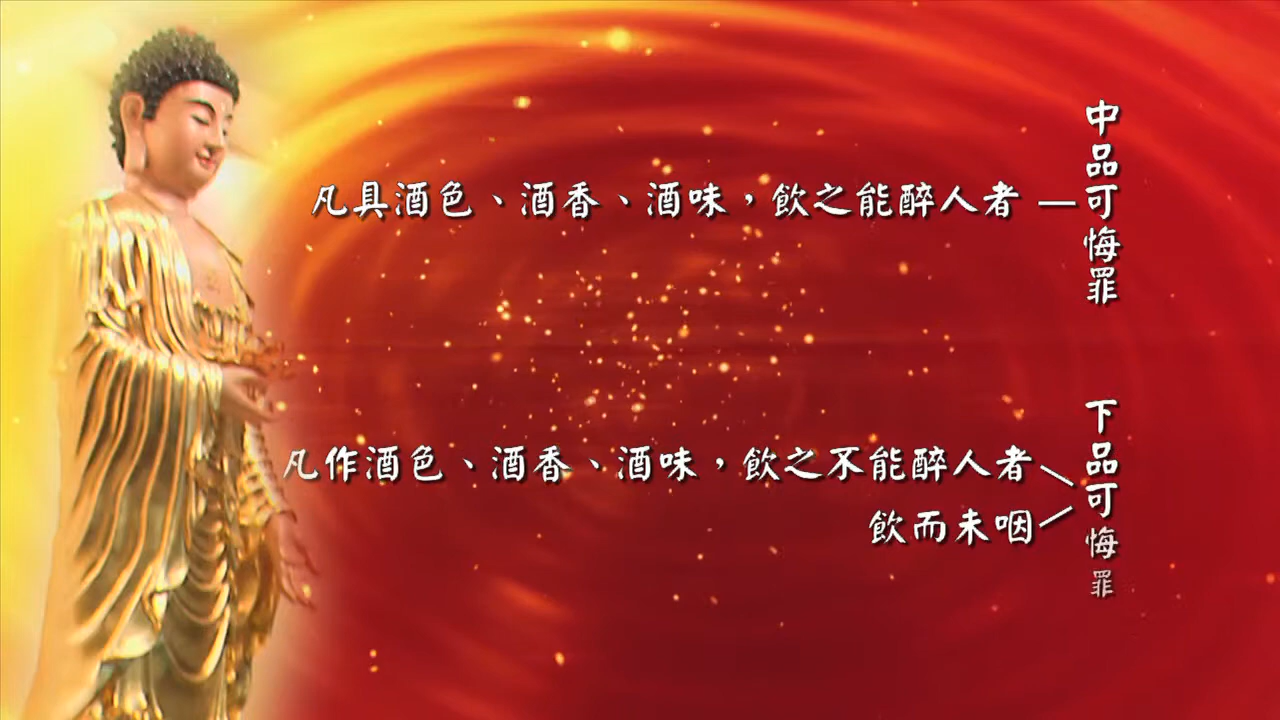 凡具酒色、酒香、酒味，飲之能醉人者
中品可悔罪
凡作酒色、酒香、酒味，飲之不能醉人者
飲而未咽
下品可悔罪